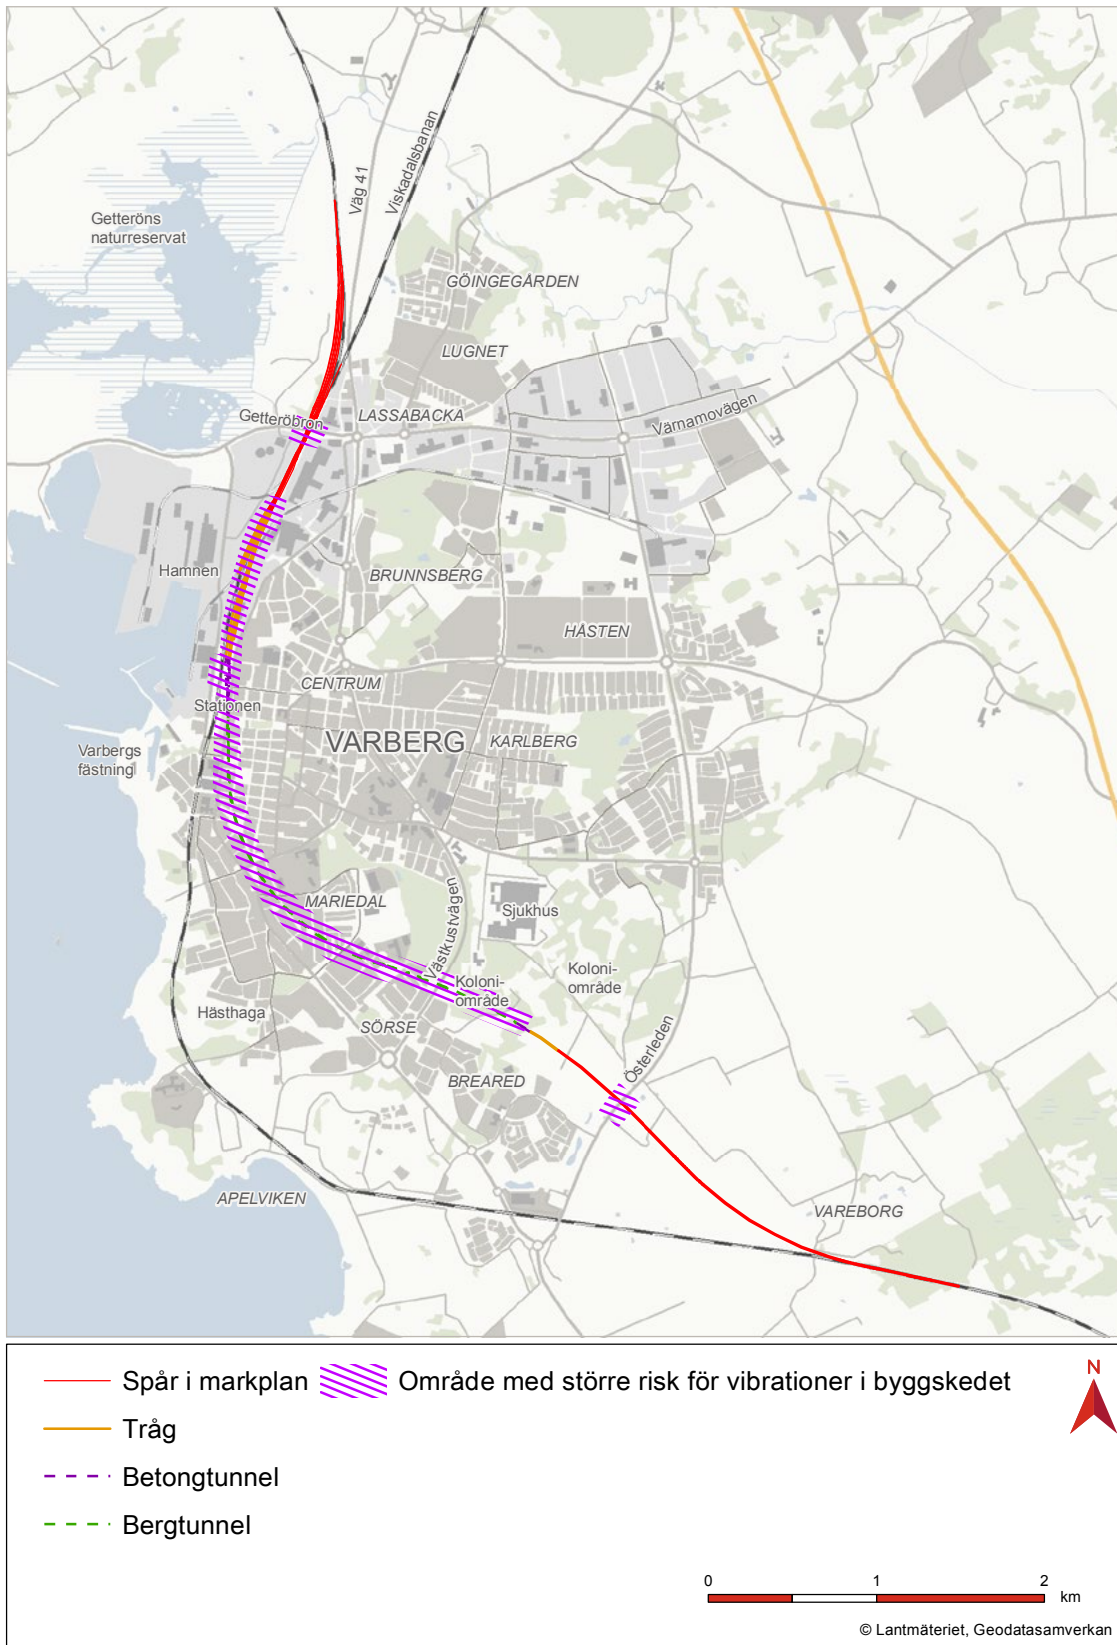 Väg 41
Viskadalsbanan
Getteröns
naturreservat
GÖINGEGÅRDEN
LUGNET
Getteröbron
LASSABACKA
Värnamovägen
Hamnen
BRUNNSBERG
HÅSTEN
CENTRUM
Stationen
VARBERG
KARLBERG
Varbergs
fästning
MARIEDAL
Sjukhus
Västkustvägen
Koloni-
område
Koloni-
område
Hästhaga
SÖRSE
BREARED
Österleden
APELVIKEN
VAREBORG
Spår i markplan
Område med större risk för vibrationer i byggskedet
N
Tråg
Betongtunnel
Bergtunnel
0 1 2
km
© Lantmäteriet, Geodatasamverkan